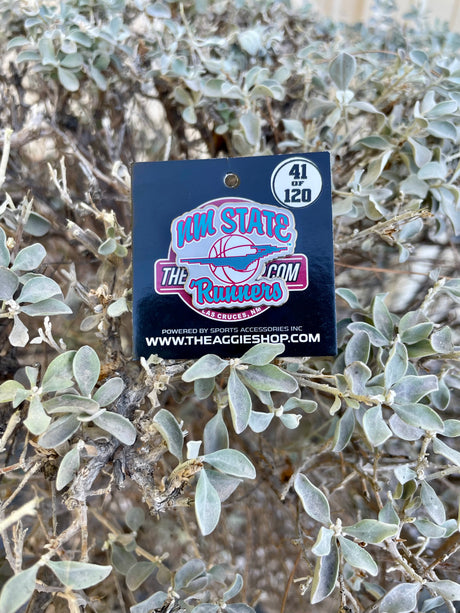 41
OF
120
NM STATE
THE .COM
Runners
LAS CRUCES, NM
POWERED BY SPORTS ACCESSORIES INC
WWW.THEAGGIESHOP.COM